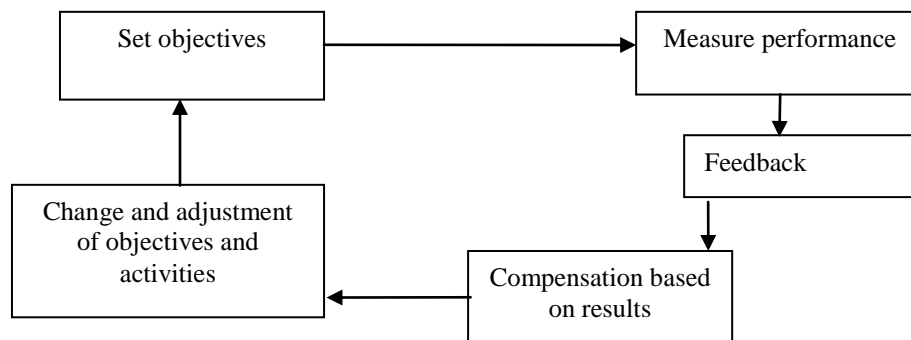 Set objectives
Measure performance
Feedback
Compensation based
on results
Change and adjustment
of objectives and
activities